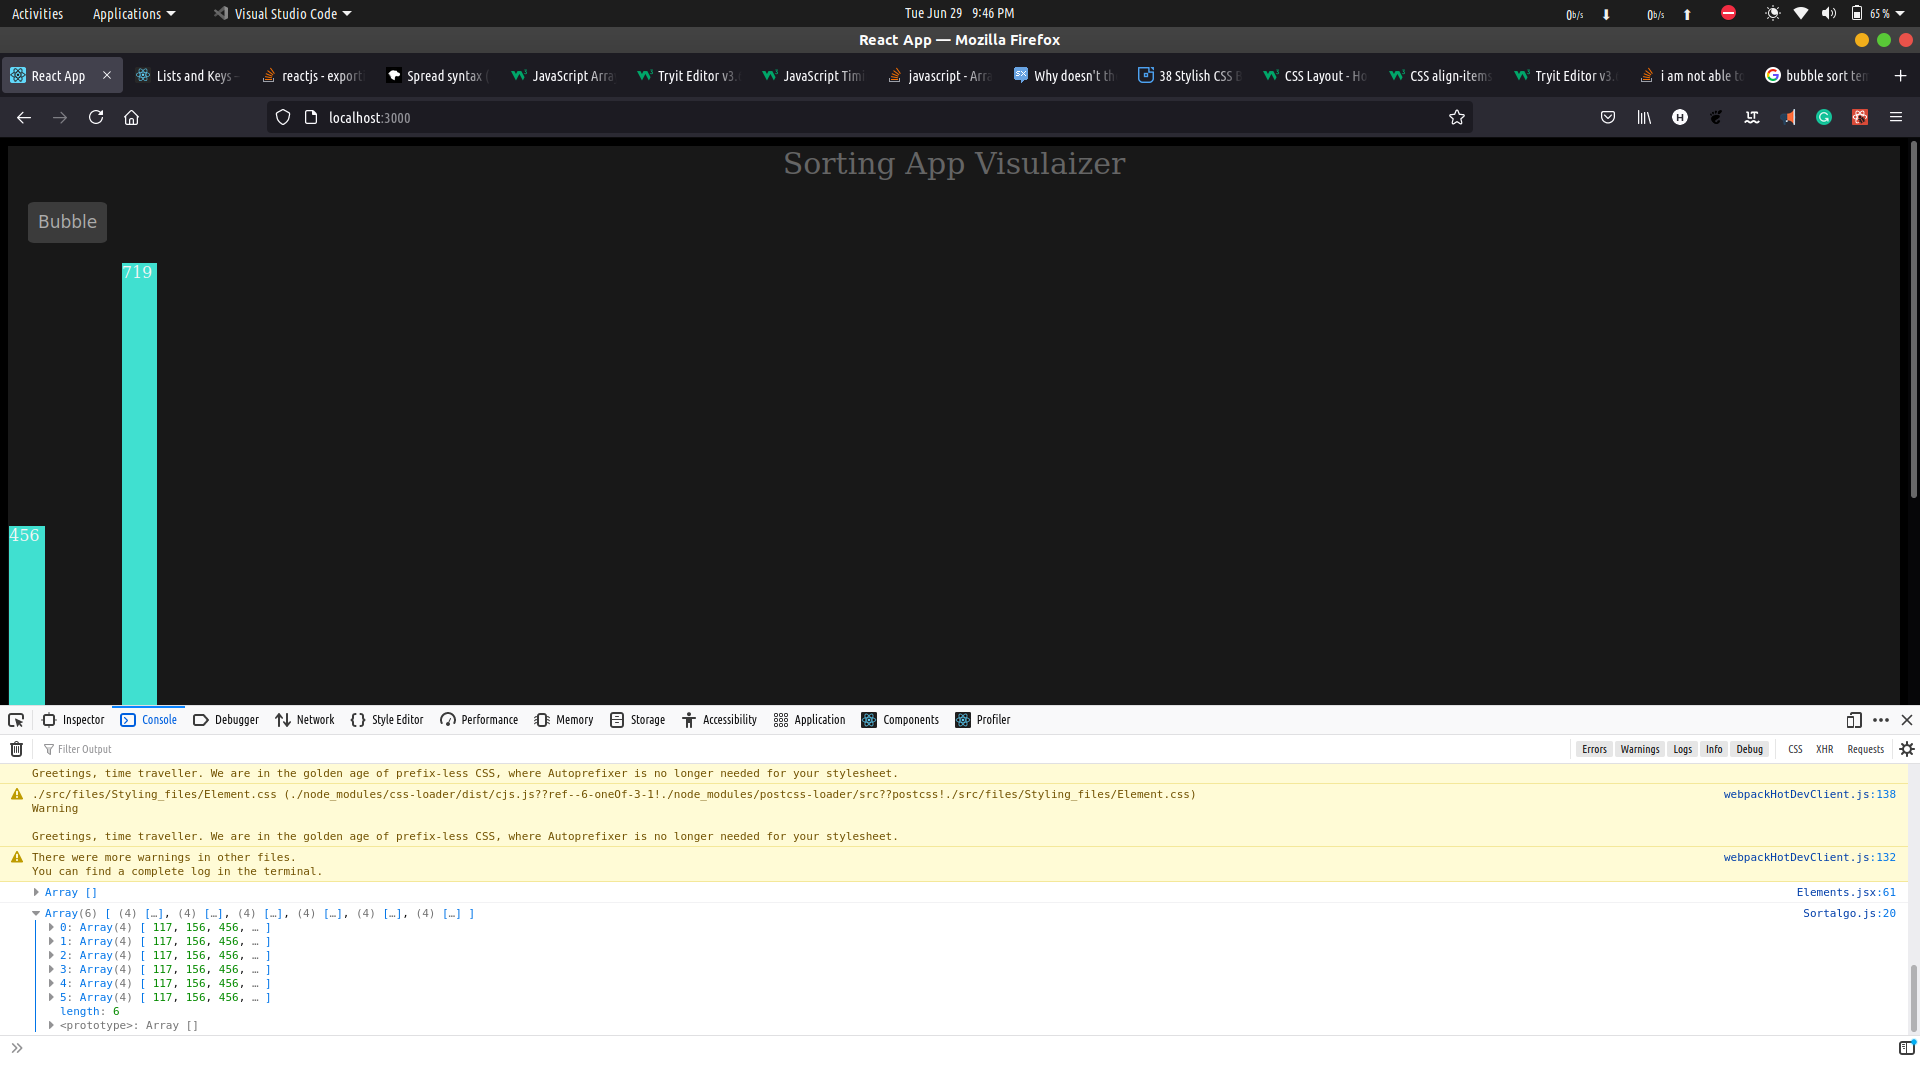 Activities Applications Visual Studio Code Tue Jun 29 9:46 PM 0b/s 0b/s 65 %
React App — Mozilla Firefox
React App Lists and Keys - reactjs - export Spread syntax ( JavaScript Arra Tryit Editor v3. JavaScript Timi javascript - Arra Why doesn't th 38 Stylish CSS B CSS Layout - Ho CSS align-items Tryit Editor v3. i am not able to bubble sort tem
localhost:3000
Sorting App Visulaizer
Bubble
719
456
Inspector Console Debugger Network Style Editor Performance Memory Storage Accessibility Application Components Profiler
Filter Output Errors Warnings Logs Info Debug CSS XHR Requests
Greetings, time traveller. We are in the golden age of prefix-less CSS, where Autoprefixer is no longer needed for your stylesheet.
./src/files/Styling_files/Element.css (./node_modules/css-loader/dist/cjs.js??ref--6-oneOf-3-1!./node_modules/postcss-loader/src??postcss!./src/files/Styling_files/Element.css) webpackHotDevClient.js:138
Warning
Greetings, time traveller. We are in the golden age of prefix-less CSS, where Autoprefixer is no longer needed for your stylesheet.
There were more warnings in other files. webpackHotDevClient.js:132
You can find a complete log in the terminal.
Array [] Elements.jsx:61
Array(6) [ (4) […], (4) […], (4) […], (4) […], (4) […], (4) […] ] Sortalgo.js:20
0: Array(4) [ 117, 156, 456, … ]
1: Array(4) [ 117, 156, 456, … ]
2: Array(4) [ 117, 156, 456, … ]
3: Array(4) [ 117, 156, 456, … ]
4: Array(4) [ 117, 156, 456, … ]
5: Array(4) [ 117, 156, 456, … ]
length: 6
<prototype>: Array []